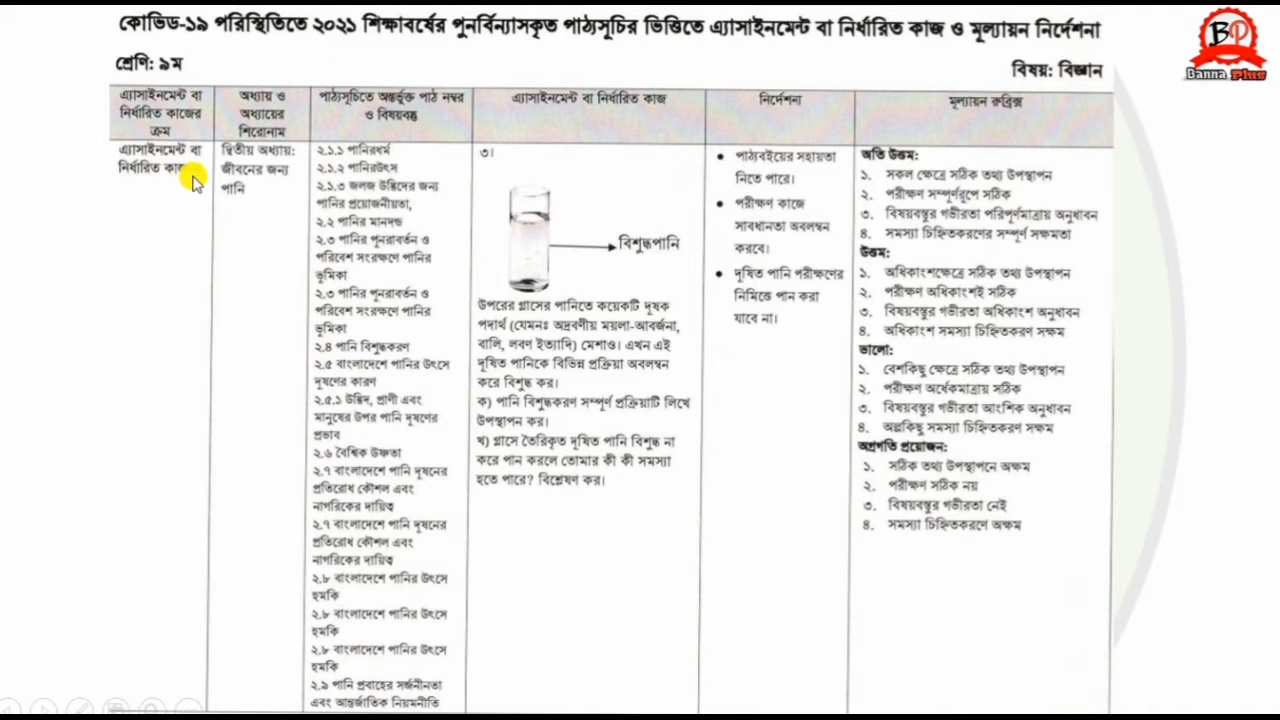 কোভিড-১৯ পরিস্থিতিতে ২০২১ শিক্ষাবর্ষের পুনর্বিন্যাসকৃত পাঠ্যসূচির ভিত্তিতে এ্যাসাইনমেন্ট বা নির্ধারিত কাজ ও মূল্যায়ন নির্দেশনা
BP
Banna Plus
শ্রেণি: ৯ম
বিষয়: বিজ্ঞান
এ্যাসাইনমেন্ট বা
নির্ধারিত কাজের
ক্রম
অধ্যায় ও
অধ্যায়ের
শিরোনাম
পাঠ্যসূচিতে অন্তর্ভুক্ত পাঠ নম্বর
ও বিষয়বস্তু
এ্যাসাইনমেন্ট বা নির্ধারিত কাজ
নির্দেশনা
মূল্যায়ন রুব্রিক্স
এ্যাসাইনমেন্ট বা
নির্ধারিত কাজ
দ্বিতীয় অধ্যায়:
জীবনের জন্য
পানি
২.১.১ পানিরধর্ম
২.১.২ পানিরউৎস
২.১.৩ জলজ উদ্ভিদের জন্য
পানির প্রয়োজনীয়তা,
২.২ পানির মানদন্ড
২.৩ পানির পূনরাবর্তন ও
পরিবেশ সংরক্ষণে পানির
ভূমিকা
২.৩ পানির পূনরাবর্তন ও
পরিবেশ সংরক্ষণে পানির
ভূমিকা
২.৪ পানি বিশুদ্ধকরণ
২.৫ বাংলাদেশে পানির উৎসে
দূষণের কারণ
২.৫.১ উদ্ভিদ, প্রাণী এবং
মানুষের উপর পানি দূষণের
প্রভাব
২.৬ বৈশ্বিক উষ্ণতা
২.৭ বাংলাদেশে পানি দূষনের
প্রতিরোধ কৌশল এবং
নাগরিকের দায়িত্ব
২.৭ বাংলাদেশে পানি দূষনের
প্রতিরোধ কৌশল এবং
নাগরিকের দায়িত্ব
২.৮ বাংলাদেশে পানির উৎসে
হুমকি
২.৮ বাংলাদেশে পানির উৎসে
হুমকি
২.৮ বাংলাদেশে পানির উৎসে
হুমকি
২.৯ পানি প্রবাহের সর্জনীনতা
এবং আন্তর্জাতিক নিয়মনীতি
৩।
বিশুদ্ধপানি
উপরের গ্লাসের পানিতে কয়েকটি দূষক
পদার্থ (যেমনঃ অদ্রবণীয় ময়লা-আবর্জনা,
বালি, লবণ ইত্যাদি) মেশাও। এখন এই
দূষিত পানিকে বিভিন্ন প্রক্রিয়া অবলম্বন
করে বিশুদ্ধ কর।
ক) পানি বিশুদ্ধকরণ সম্পূর্ণ প্রক্রিয়াটি লিখে
উপস্থাপন কর।
খ) গ্লাসে তৈরিকৃত দূষিত পানি বিশুদ্ধ না
করে পান করলে তোমার কী কী সমস্যা
হতে পারে? বিশ্লেষণ কর।
• পাঠ্যবইয়ের সহায়তা
নিতে পারে।
• পরীক্ষণ কাজে
সাবধানতা অবলম্বন
করবে।
• দূষিত পানি পরীক্ষণের
নিমিত্তে পান করা
যাবে না।
অতি উত্তম:
১. সকল ক্ষেত্রে সঠিক তথ্য উপস্থাপন
২. পরীক্ষণ সম্পূর্ণরূপে সঠিক
৩. বিষয়বস্তুর গভীরতা পরিপূর্ণমাত্রায় অনুধাবন
৪. সমস্যা চিহ্নিতকরণের সম্পূর্ণ সক্ষমতা
উত্তম:
১. অধিকাংশক্ষেত্রে সঠিক তথ্য উপস্থাপন
২. পরীক্ষণ অধিকাংশই সঠিক
৩. বিষয়বস্তুর গভীরতা অধিকাংশ অনুধাবন
৪. অধিকাংশ সমস্যা চিহ্নিতকরণ সক্ষম
ভালো:
১. বেশকিছু ক্ষেত্রে সঠিক তথ্য উপস্থাপন
২. পরীক্ষণ অর্ধেকমাত্রায় সঠিক
৩. বিষয়বস্তুর গভীরতা আংশিক অনুধাবন
৪. অল্পকিছু সমস্যা চিহ্নিতকরণ সক্ষম
অগ্রগতি প্রয়োজন:
১. সঠিক তথ্য উপস্থাপনে অক্ষম
২. পরীক্ষণ সঠিক নয়
৩. বিষয়বস্তুর গভীরতা নেই
৪. সমস্যা চিহ্নিতকরণে অক্ষম